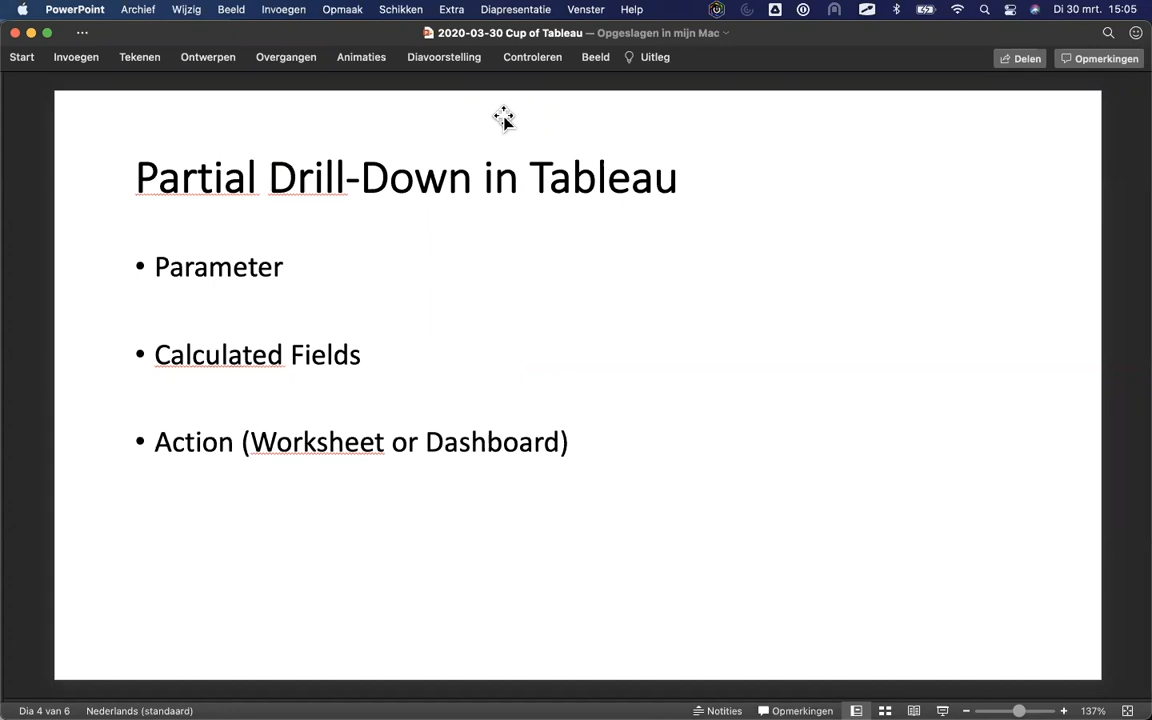 PowerPoint Archief Wijzig Beeld Invoegen Opmaak Schikken Extra Diapresentatie Venster Help Di 30 mrt. 15:05
2020-03-30 Cup of Tableau — Opgeslagen in mijn Mac
Start Invoegen Tekenen Ontwerpen Overgangen Animaties Diavoorstelling Controleren Beeld Uitleg Delen Opmerkingen
Partial Drill-Down in Tableau
• Parameter
• Calculated Fields
• Action (Worksheet or Dashboard)
Dia 4 van 6 Nederlands (standaard) Notities Opmerkingen 137%